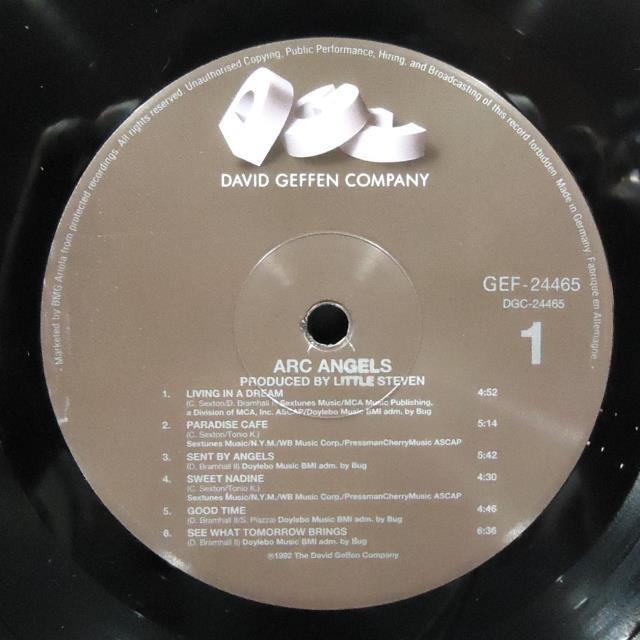 - Marketed by BMG Ariola from protected recordings. All rights reserved. Unauthorised Copying, Public Performance, Hiring, and Broadcasting of this record forbidden. Made in Germany. Fabrique en Allemagne. -
DGC
DAVID GEFFEN COMPANY
GEF-24465
DGC-24465
1
ARC ANGELS
PRODUCED BY LITTLE STEVEN
1. LIVING IN A DREAM 4:52
(C. Sexton/D. Bramhall) Sextunes Music/MCA Music Publishing,
a Division of MCA, Inc. ASCAP/Doylebo Music BMI adm. by Bug
2. PARADISE CAFE 5:14
(C. Sexton/Tonio K.)
Sextunes Music/N.Y.M./WB Music Corp./PressmanCherryMusic ASCAP
3. SENT BY ANGELS 5:42
(D. Bramhall II) Doylebo Music BMI adm. by Bug
4. SWEET NADINE 4:30
(C. Sexton/Tonio K.)
Sextunes Music/N.Y.M./WB Music Corp./PressmanCherryMusic ASCAP
5. GOOD TIME 4:46
(D. Bramhall II/S. Piazza) Doylebo Music BMI adm. by Bug
6. SEE WHAT TOMORROW BRINGS 6:36
(D. Bramhall II) Doylebo Music BMI adm. by Bug
℗1992 The David Geffen Company